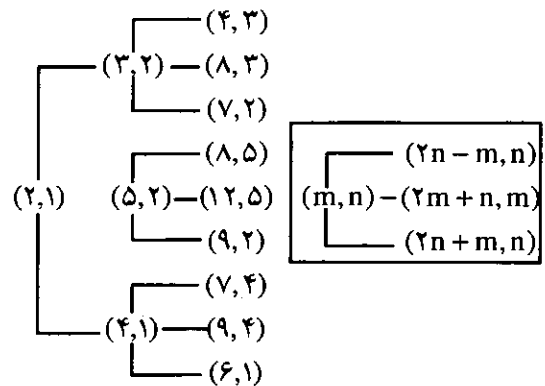 (۴,۳)
(۳,۲) (۸,۳)
(۷,۲)
(۸,۵) (۲n−m,n)
(۲,۱) (۵,۲) (۱۲,۵) (m,n) (۲m+n,m)
(۹,۲) (۲n+m,n)
(۷,۴)
(۴,۱) (۹,۴)
(۶,۱)